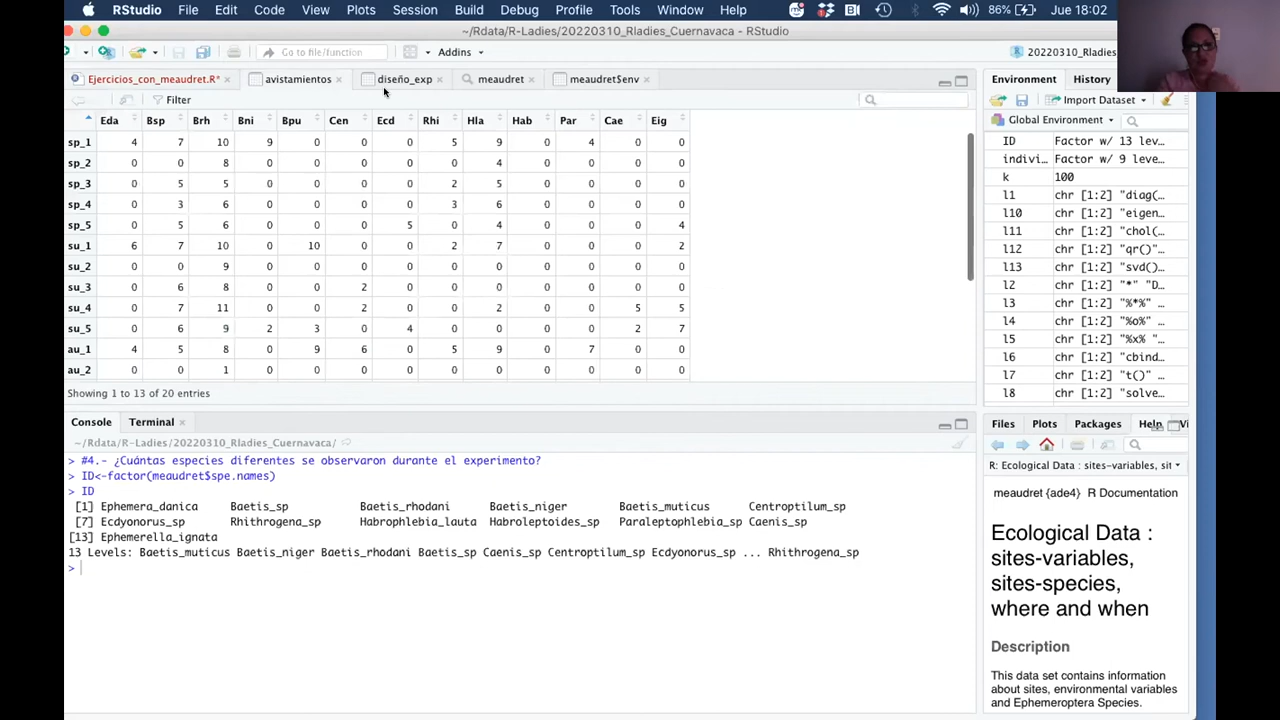 RStudio File Edit Code View Plots Session Build Debug Profile Tools Window Help 86% Jue 18:02
~/Rdata/R-Ladies/20220310_Rladies_Cuernavaca - RStudio
Go to file/function Addins 20220310_Rladies
Ejercicios_con_meaudret.R* avistamientos diseño_exp meaudret meaudret$env
Filter
Eda Bsp Brh Bni Bpu Cen Ecd Rhi Hla Hab Par Cae Eig
sp_1 4 7 10 9 0 0 0 5 9 0 4 0 0
sp_2 0 0 8 0 0 0 0 0 4 0 0 0 0
sp_3 0 5 5 0 0 0 0 2 5 0 0 0 0
sp_4 0 3 6 0 0 0 0 3 6 0 0 0 0
sp_5 0 5 6 0 0 0 5 0 4 0 0 0 4
su_1 6 7 10 0 10 0 0 2 7 0 0 0 2
su_2 0 0 9 0 0 0 0 0 0 0 0 0 0
su_3 0 6 8 0 0 2 0 0 0 0 0 0 0
su_4 0 7 11 0 0 2 0 0 2 0 0 5 5
su_5 0 6 9 2 3 0 4 0 0 0 0 2 7
au_1 4 5 8 0 9 6 0 5 9 0 7 0 0
au_2 0 0 1 0 0 0 0 0 0 0 0 0 0
Showing 1 to 13 of 20 entries
Console Terminal
~/Rdata/R-Ladies/20220310_Rladies_Cuernavaca/
> #4.- ¿Cuántas especies diferentes se observaron durante el experimento?
> ID<-factor(meaudret$spe.names)
> ID
[1] Ephemera_danica Baetis_sp Baetis_rhodani Baetis_niger Baetis_muticus Centroptilum_sp
[7] Ecdyonorus_sp Rhithrogena_sp Habrophlebia_lauta Habroleptoides_sp Paraleptophlebia_sp Caenis_sp
[13] Ephemerella_ignata
13 Levels: Baetis_muticus Baetis_niger Baetis_rhodani Baetis_sp Caenis_sp Centroptilum_sp Ecdyonorus_sp ... Rhithrogena_sp
>
Environment History
Import Dataset
Global Environment
ID Factor w/ 13 lev…
indivi… Factor w/ 9 leve…
k 100
l1 chr [1:2] "diag(…
l10 chr [1:2] "eigen…
l11 chr [1:2] "chol(…
l12 chr [1:2] "qr()"…
l13 chr [1:2] "svd()…
l2 chr [1:2] "*" "D…
l3 chr [1:2] "%*%" …
l4 chr [1:2] "%o%" …
l5 chr [1:2] "%x% "…
l6 chr [1:2] "cbind…
l7 chr [1:2] "t()" …
l8 chr [1:2] "solve…
Files Plots Packages Help Vi
R: Ecological Data : sites-variables, sit
meaudret {ade4} R Documentation
Ecological Data :
sites-variables,
sites-species,
where and when
Description
This data set contains information
about sites, environmental variables
and Ephemeroptera Species.